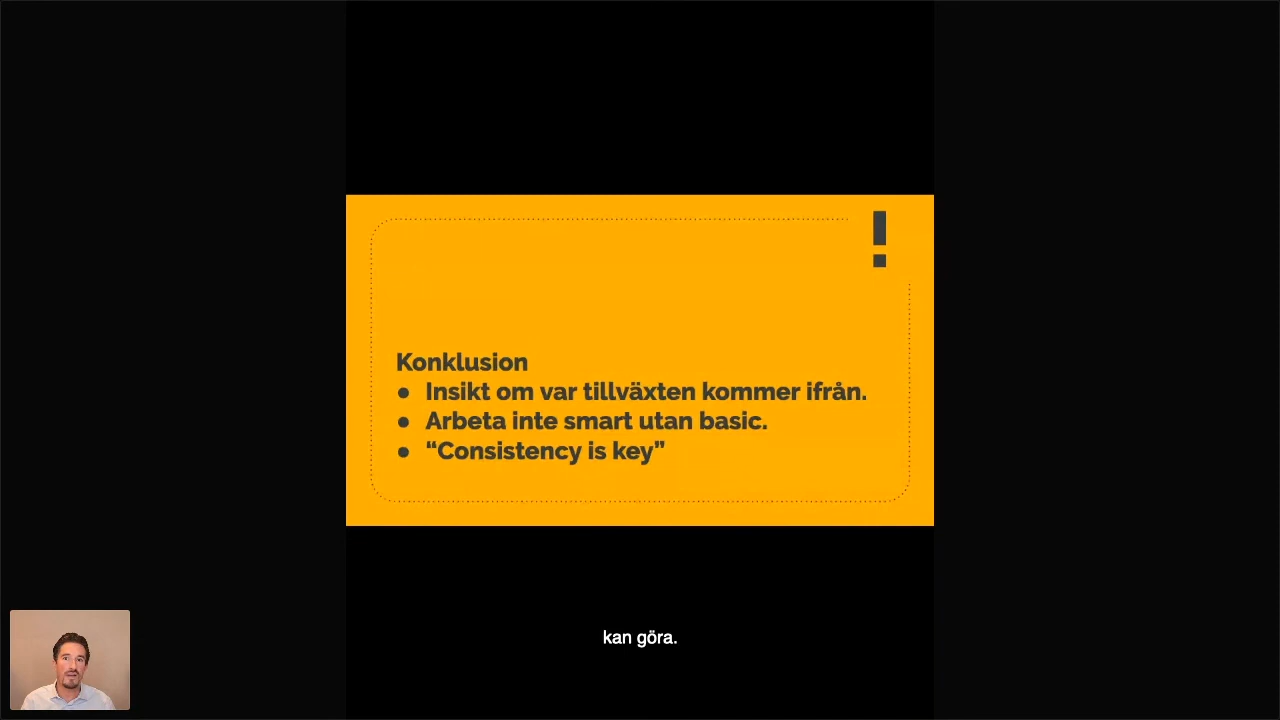 !
Konklusion
● Insikt om var tillväxten kommer ifrån.
● Arbeta inte smart utan basic.
● “Consistency is key”
kan göra.